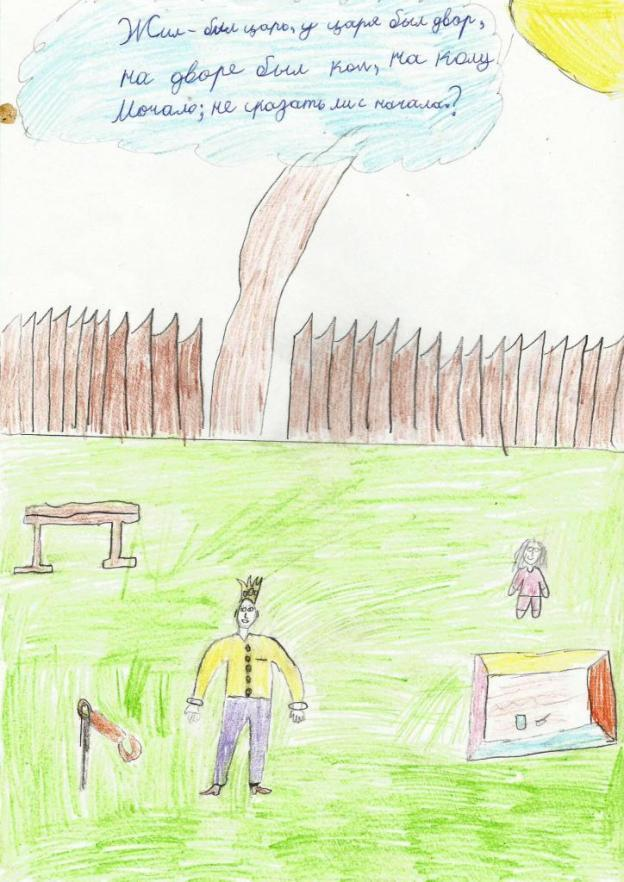 Жил-был царь, у царя был двор,
на дворе был кол, на колу
Мочало; не сказать ли с начала?